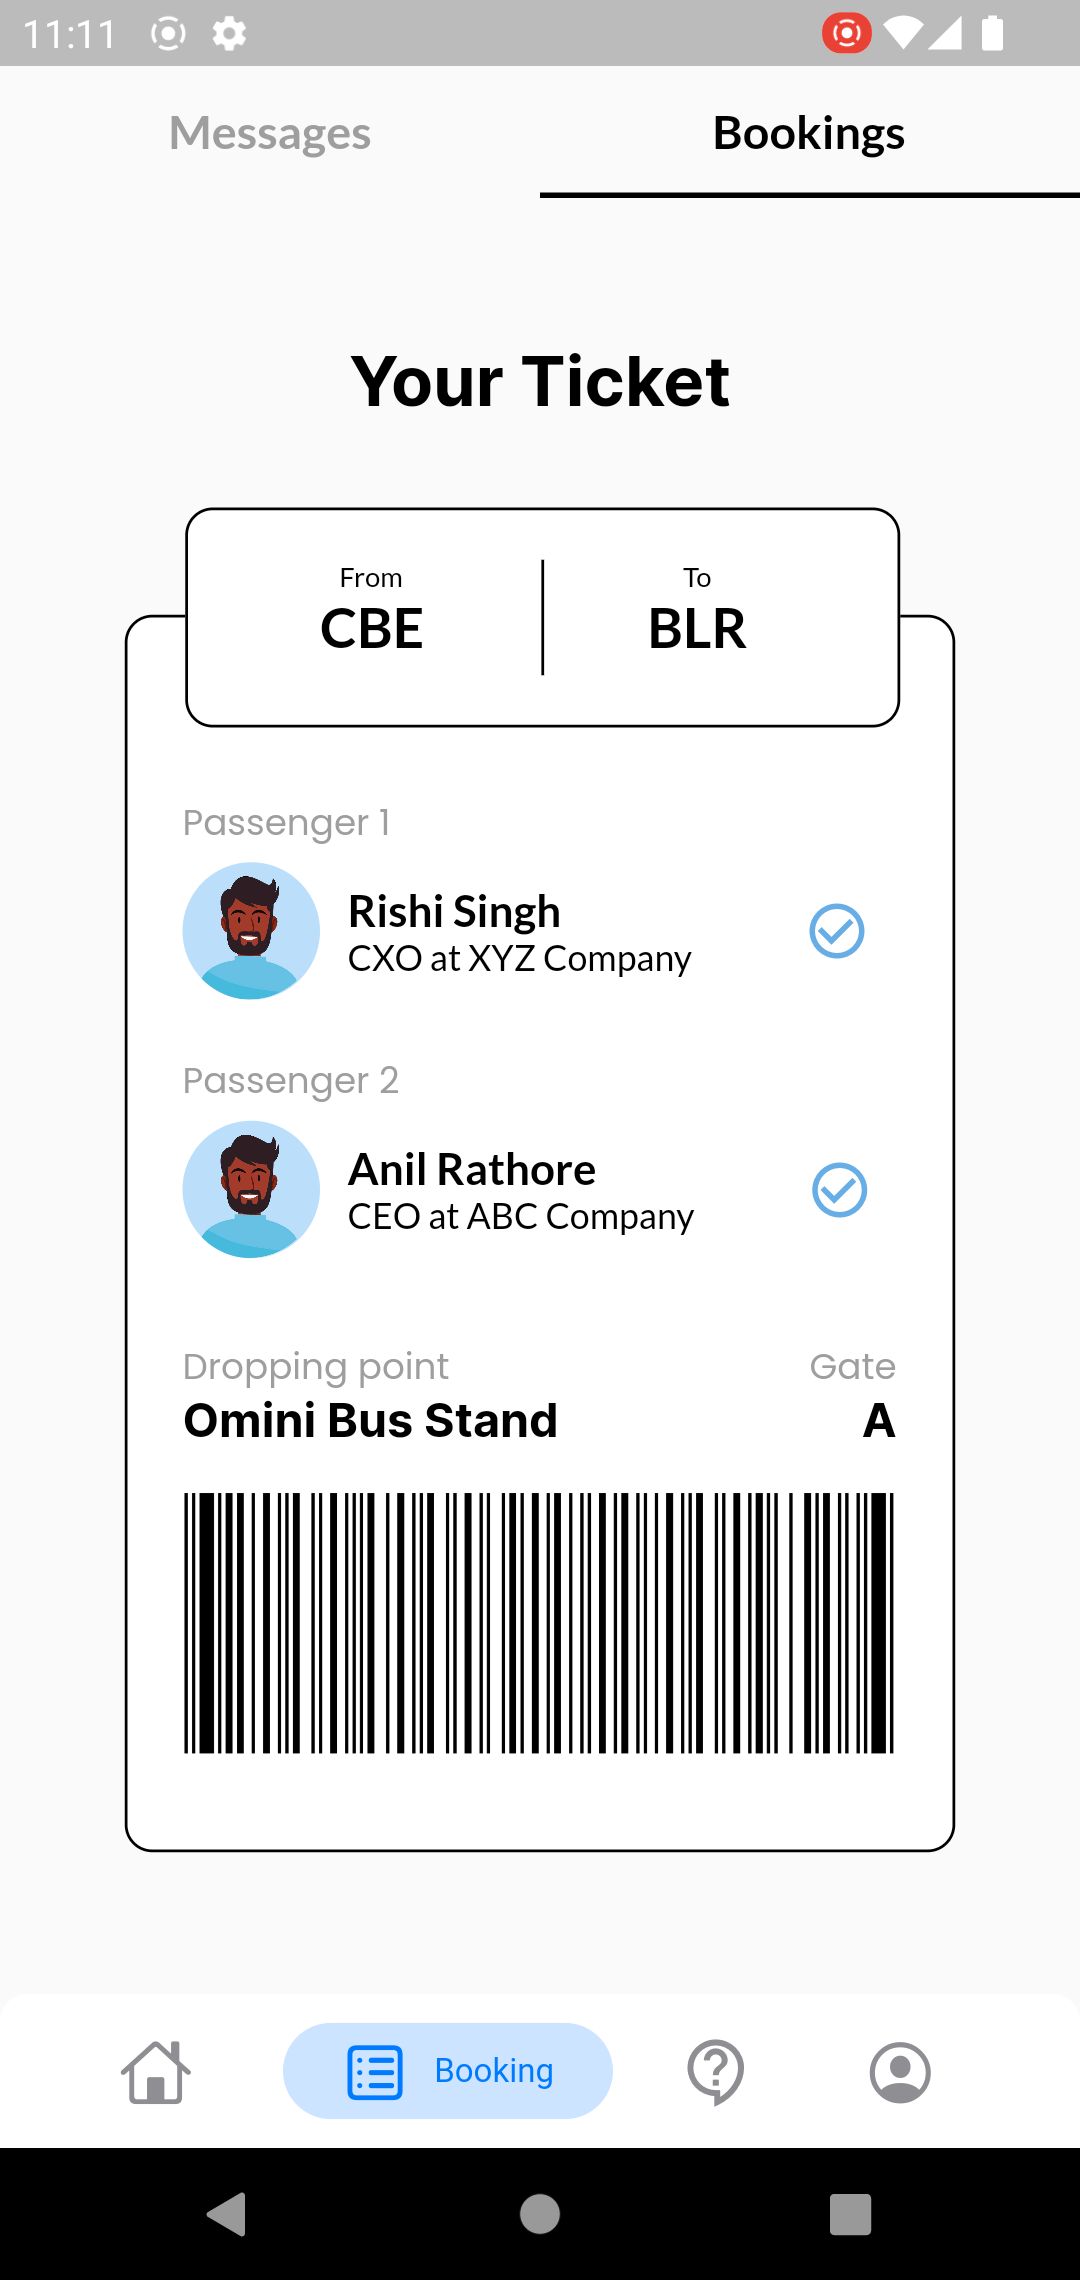 11:11
Messages
Bookings
Your Ticket
From
To
CBE
BLR
Passenger 1
Rishi Singh
CXO at XYZ Company
Passenger 2
Anil Rathore
CEO at ABC Company
Dropping point
Gate
Omini Bus Stand
A
Booking